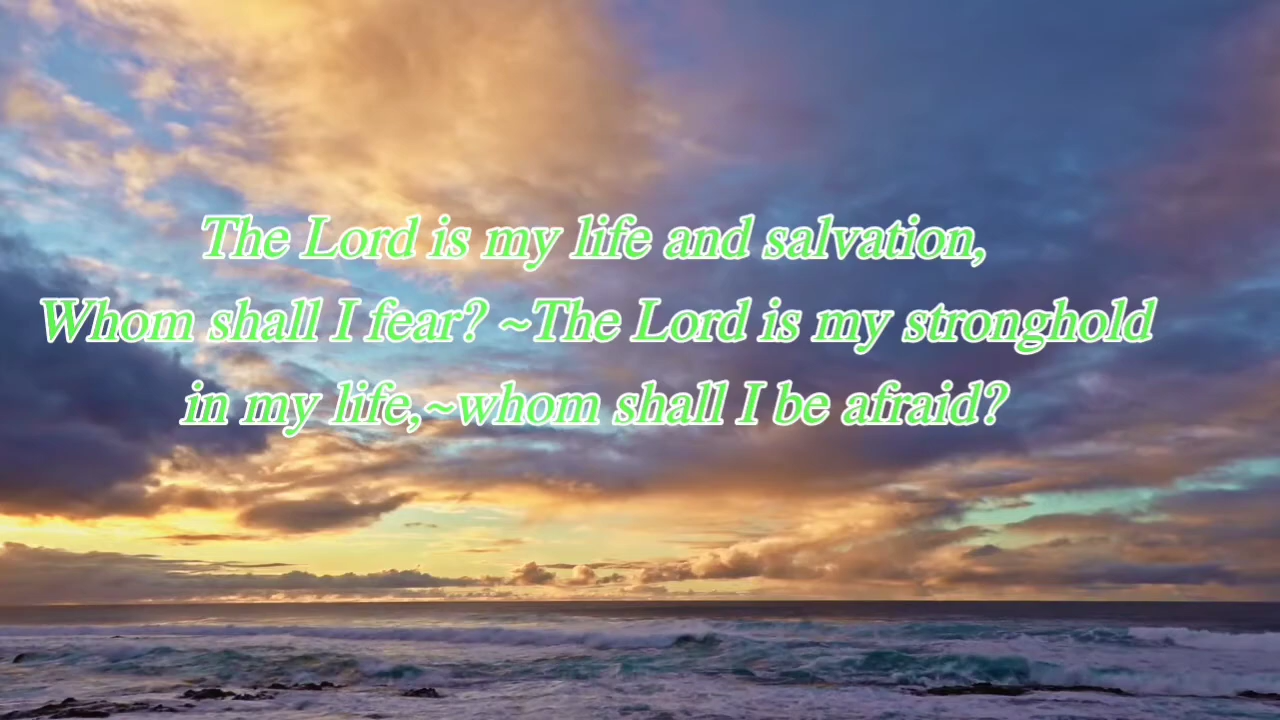 The Lord is my life and salvation,
Whom shall I fear? ~The Lord is my stronghold
in my life,~whom shall I be afraid?